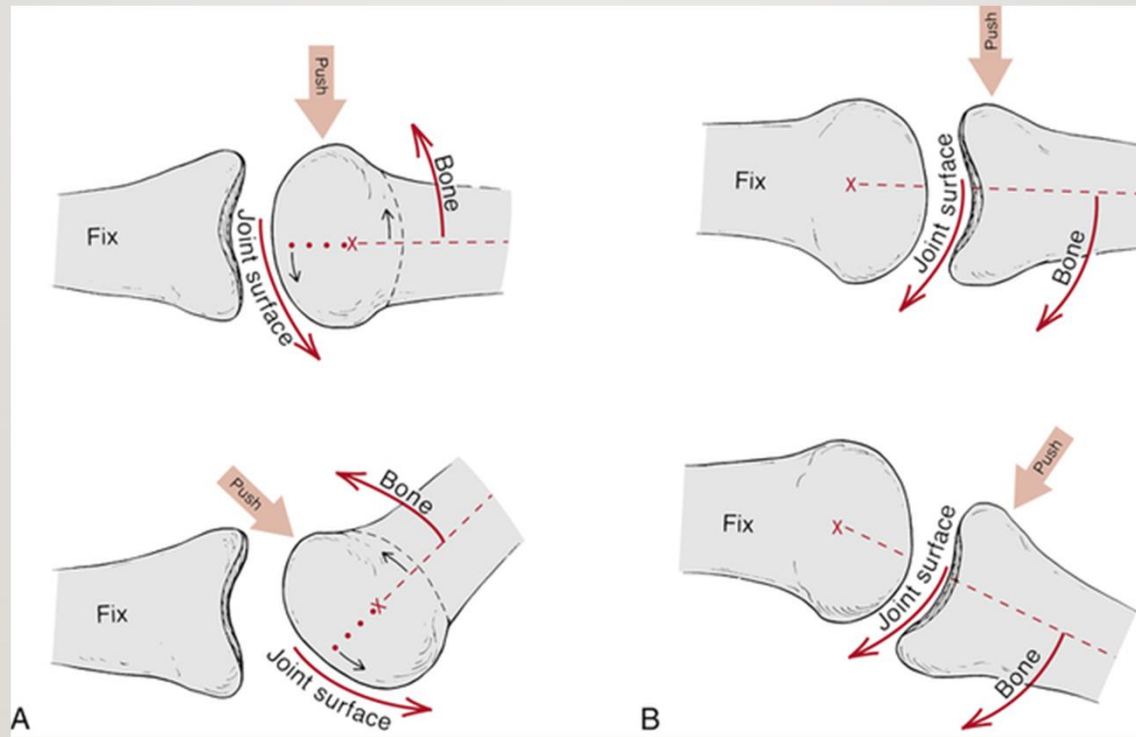 Push
Bone
Fix
Joint surface
X
Push
Bone
Fix
X
Joint surface
A
Push
Fix
X
Joint surface
Bone
Push
Fix
X
Joint surface
Bone
B